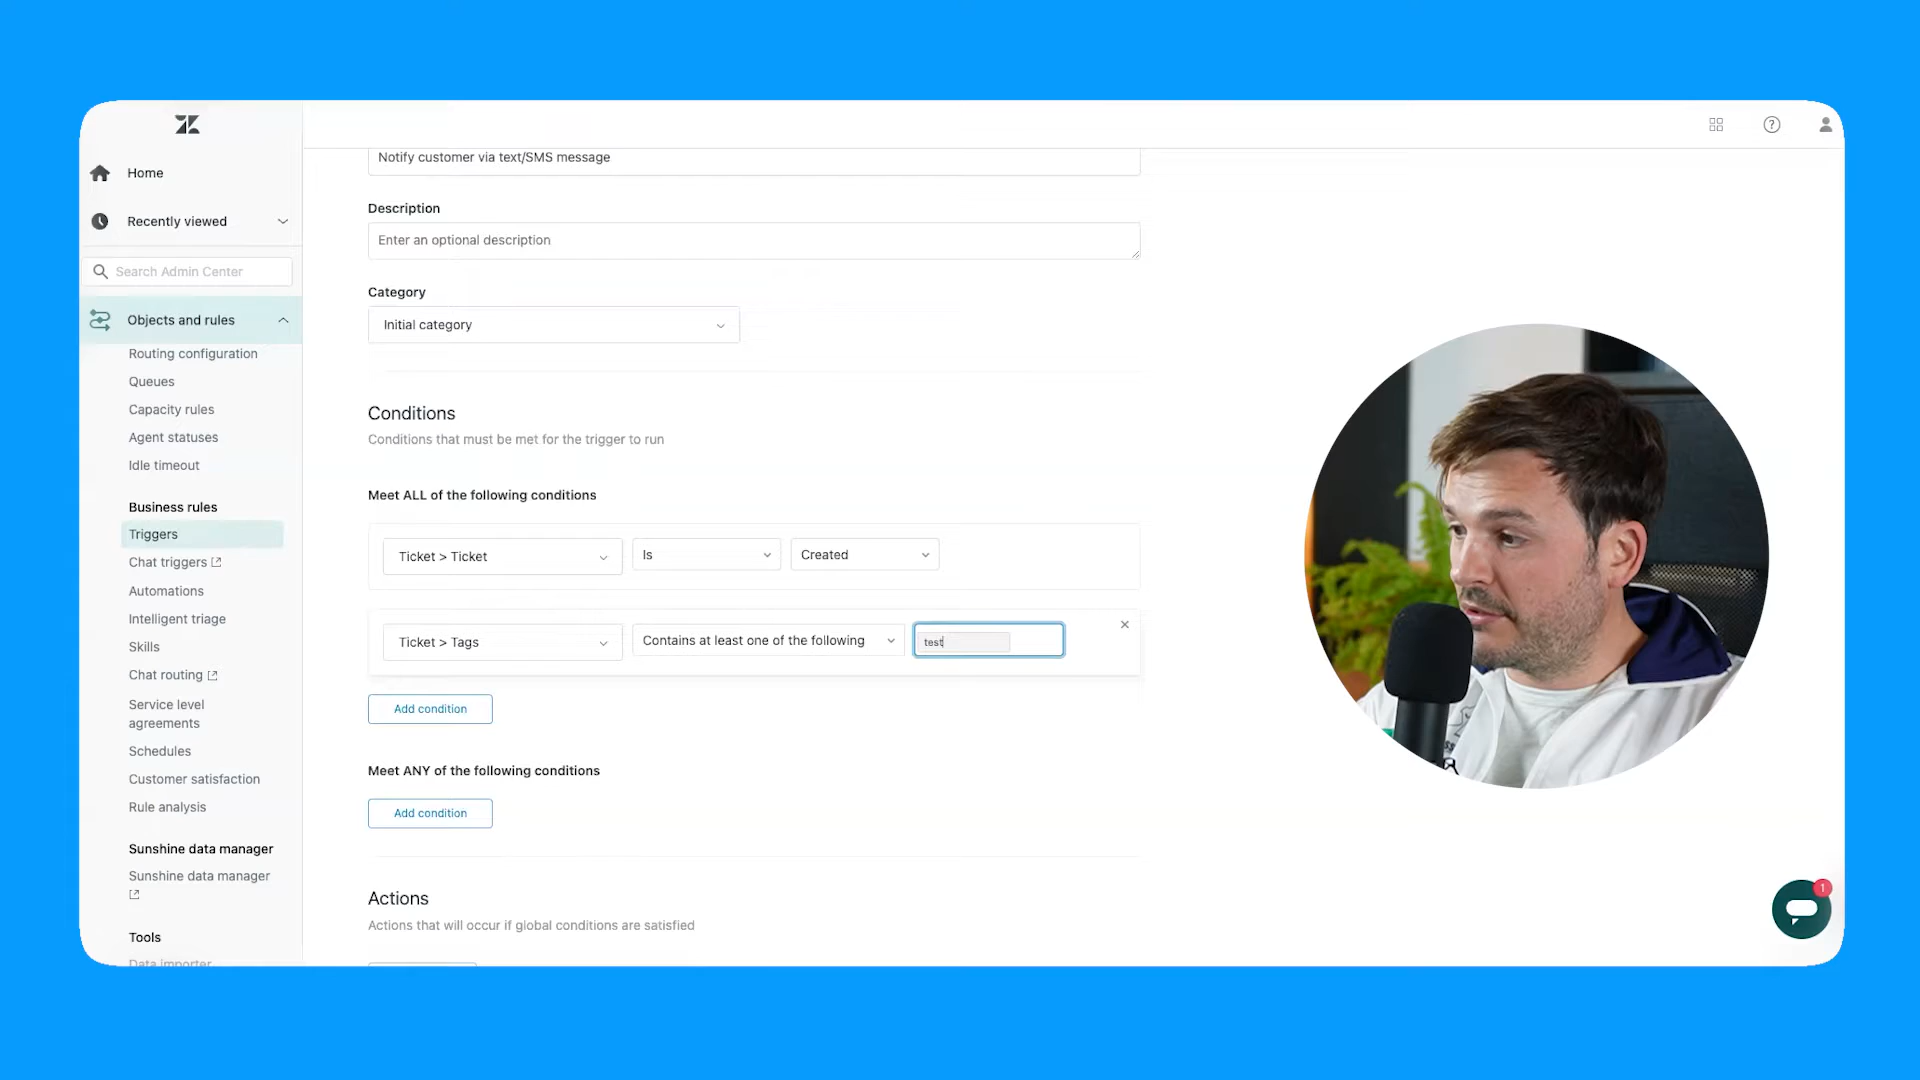 Home
Recently viewed
Search Admin Center
Objects and rules
Routing configuration
Queues
Capacity rules
Agent statuses
Idle timeout
Business rules
Triggers
Chat triggers
Automations
Intelligent triage
Skills
Chat routing
Service level
agreements
Schedules
Customer satisfaction
Rule analysis
Sunshine data manager
Sunshine data manager
Tools
Data importer
Notify customer via text/SMS message
Description
Enter an optional description
Category
Initial category
Conditions
Conditions that must be met for the trigger to run
Meet ALL of the following conditions
Ticket > Ticket
Is
Created
Ticket > Tags
Contains at least one of the following
test
Add condition
Meet ANY of the following conditions
Add condition
Actions
Actions that will occur if global conditions are satisfied
?
1